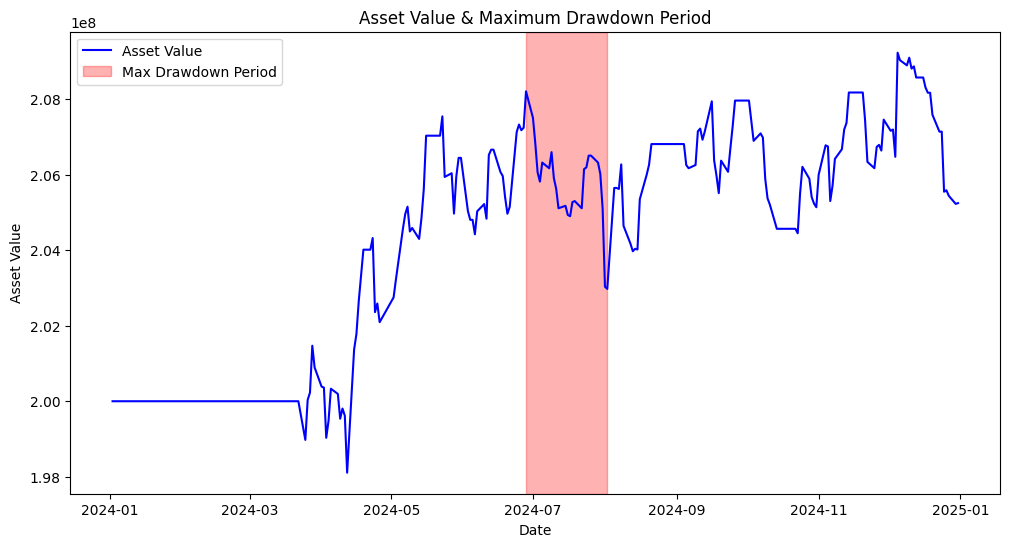 Asset Value & Maximum Drawdown Period
1e8
Asset Value
Max Drawdown Period
2.08
2.06
2.04
2.02
2.00
1.98
Asset Value
2024-01
2024-03
2024-05
2024-07
2024-09
2024-11
2025-01
Date